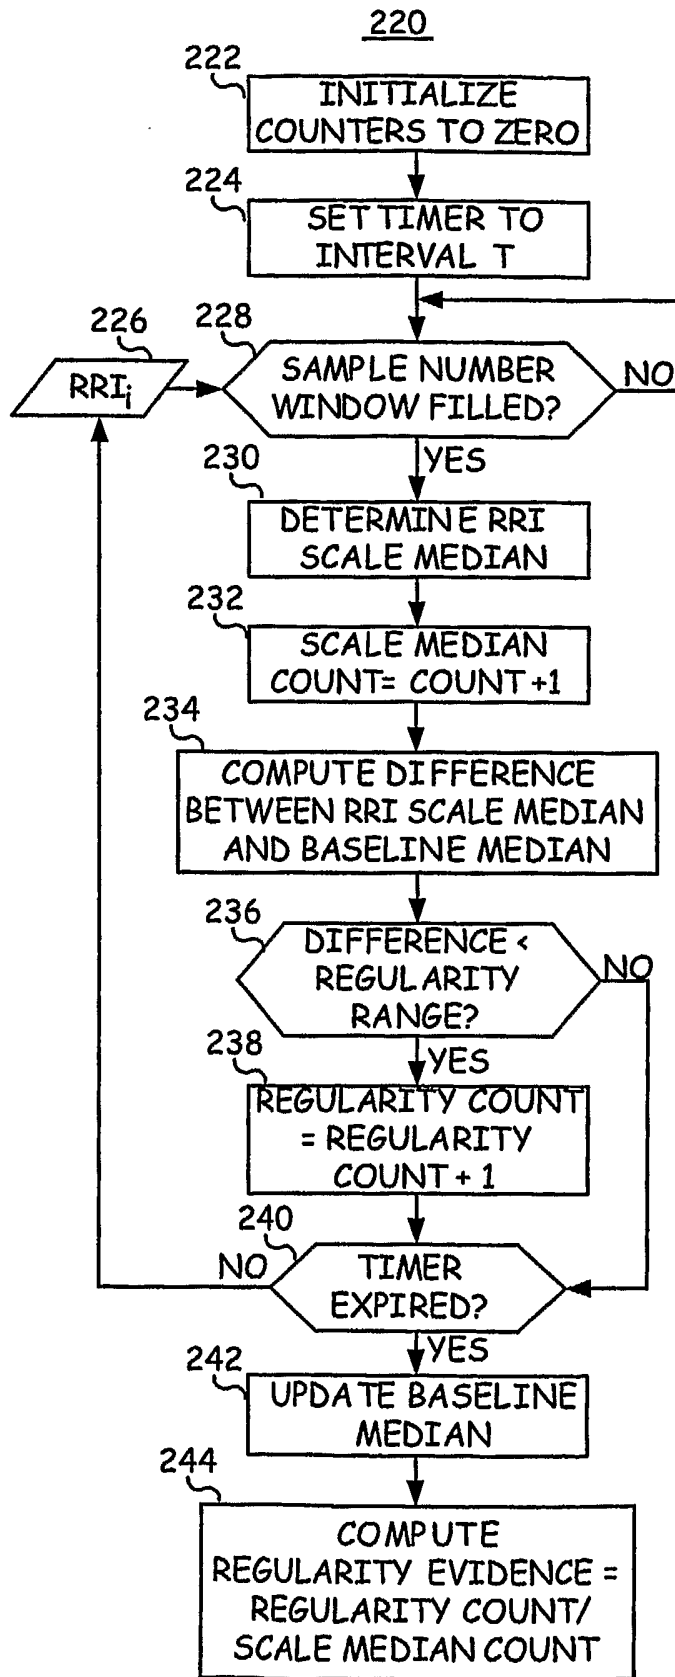 220
222
INITIALIZE
COUNTERS TO ZERO
224
SET TIMER TO
INTERVAL T
226
RRIi
228
SAMPLE NUMBER
WINDOW FILLED?
NO
YES
230
DETERMINE RRI
SCALE MEDIAN
232
SCALE MEDIAN
COUNT= COUNT +1
234
COMPUTE DIFFERENCE
BETWEEN RRI SCALE MEDIAN
AND BASELINE MEDIAN
236
DIFFERENCE <
REGULARITY
RANGE?
NO
YES
238
REGULARITY COUNT
= REGULARITY
COUNT + 1
240
NO
TIMER
EXPIRED?
YES
242
UPDATE BASELINE
MEDIAN
244
COMPUTE
REGULARITY EVIDENCE =
REGULARITY COUNT/
SCALE MEDIAN COUNT